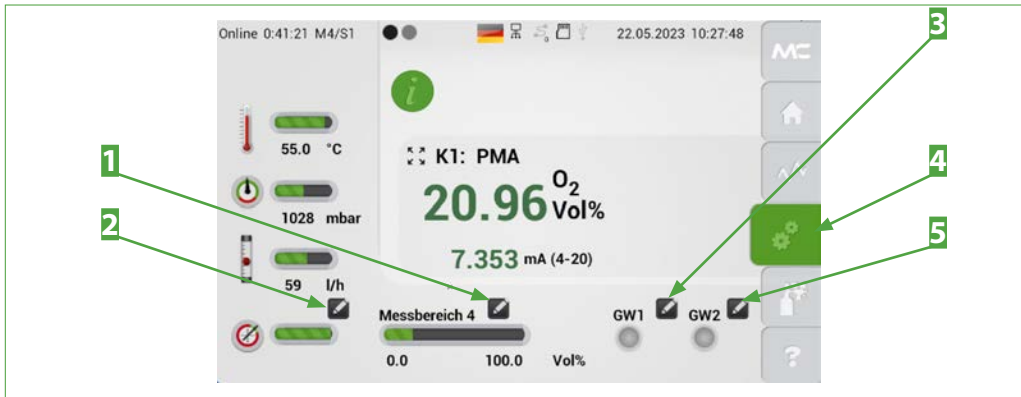 Online 0:41:21 M4/S1
22.05.2023 10:27:48
MC
3
i
55.0 °C
K1: PMA
1
4
20.96 O2 Vol%
1028 mbar
2
5
7.353 mA (4-20)
59 l/h
Messbereich 4
GW1
GW2
0.0 100.0 Vol%
?